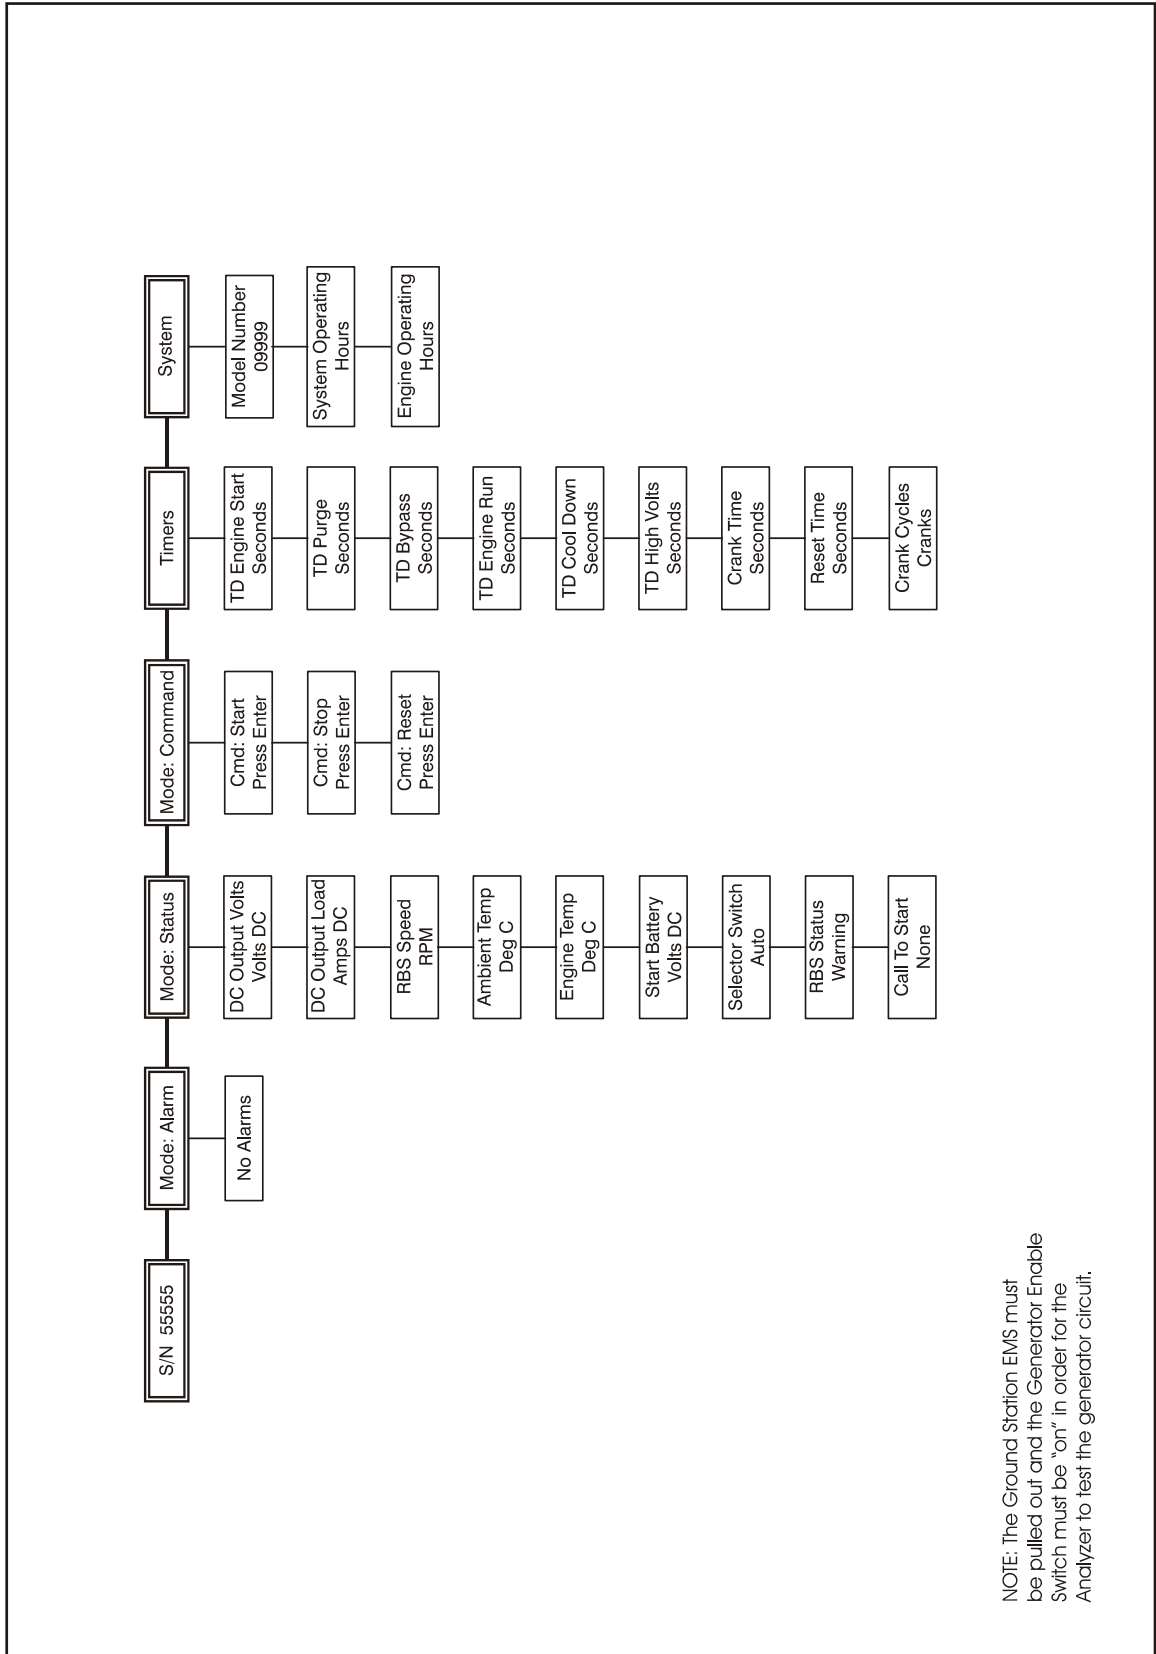 S/N 55555
Mode: Alarm
No Alarms
Mode: Status
DC Output Volts
Volts DC
DC Output Load
Amps DC
RBS Speed
RPM
Ambient Temp
Deg C
Engine Temp
Deg C
Start Battery
Volts DC
Selector Switch
Auto
RBS Status
Warning
Call To Start
None
Mode: Command
Cmd: Start
Press Enter
Cmd: Stop
Press Enter
Cmd: Reset
Press Enter
Timers
TD Engine Start
Seconds
TD Purge
Seconds
TD Bypass
Seconds
TD Engine Run
Seconds
TD Cool Down
Seconds
TD High Volts
Seconds
Crank Time
Seconds
Reset Time
Seconds
Crank Cycles
Cranks
System
Model Number
09999
System Operating
Hours
Engine Operating
Hours
NOTE: The Ground Station EMS must
be pulled out and the Generator Enable
Switch must be “on” in order for the
Analyzer to test the generator circuit.